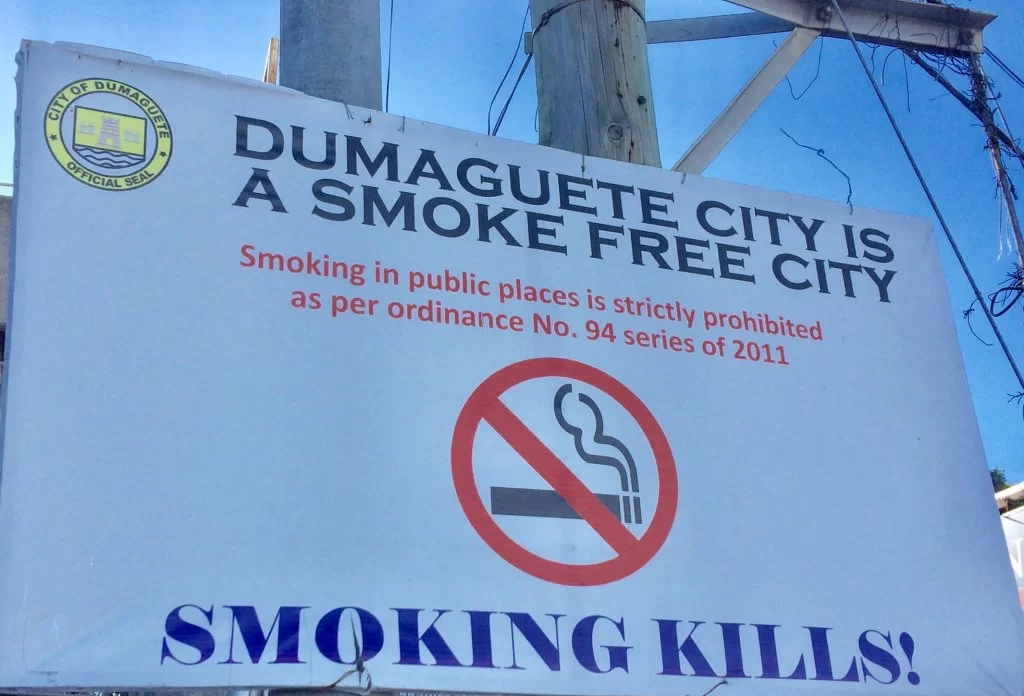 CITY OF DUMAGUETE
OFFICIAL SEAL
DUMAGUETE CITY IS
A SMOKE FREE CITY
Smoking in public places is strictly prohibited
as per ordinance No. 94 series of 2011
SMOKING KILLS!